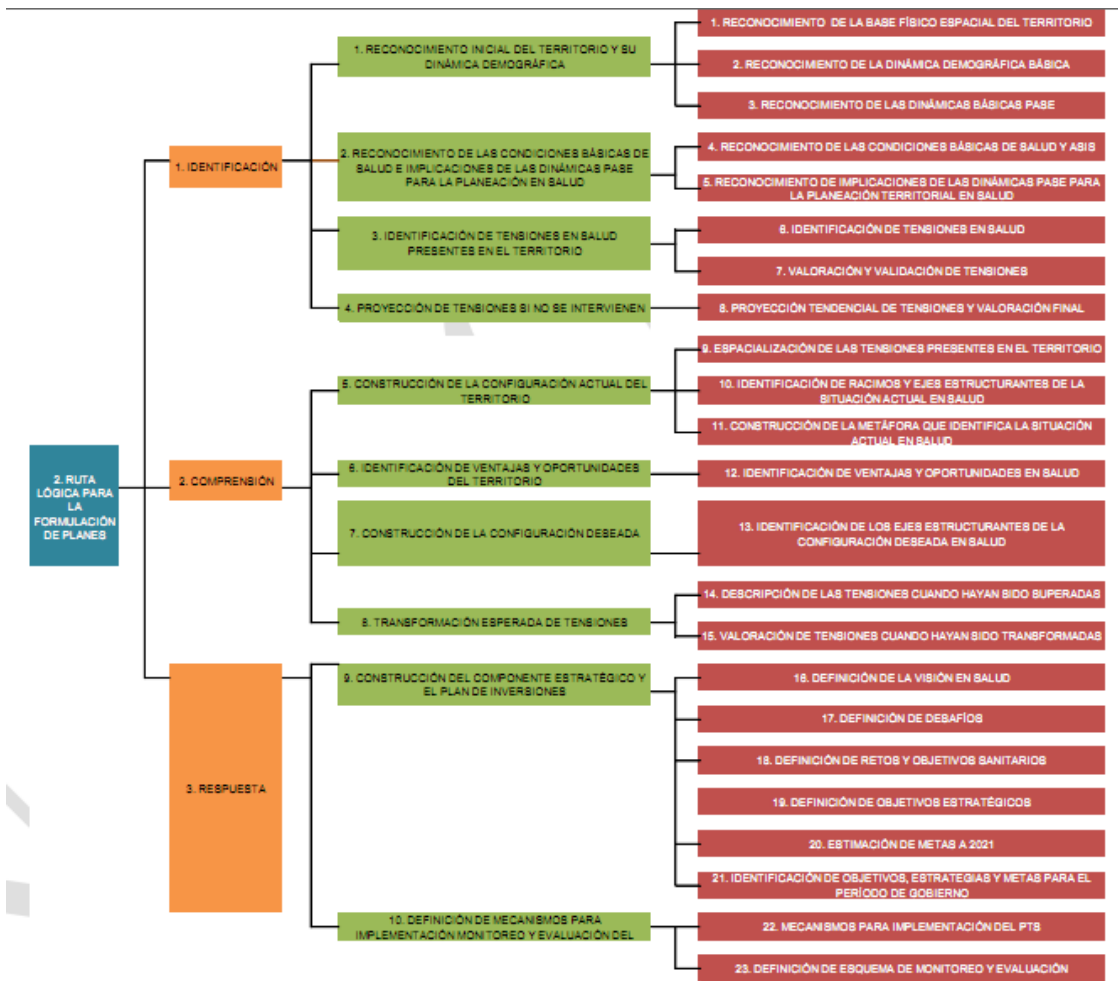 2. RUTA
LÓGICA PARA
LA
FORMULACIÓN
DE PLANES
1. IDENTIFICACIÓN
1. RECONOCIMIENTO INICIAL DEL TERRITORIO Y SU
DINÁMICA DEMOGRÁFICA
1. RECONOCIMIENTO DE LA BASE FÍSICO ESPACIAL DEL TERRITORIO
2. RECONOCIMIENTO DE LA DINÁMICA DEMOGRÁFICA BÁSICA
3. RECONOCIMIENTO DE LAS DINÁMICAS BÁSICAS PASE
2. RECONOCIMIENTO DE LAS CONDICIONES BÁSICAS DE
SALUD E IMPLICACIONES DE LAS DINÁMICAS PASE
PARA LA PLANEACIÓN EN SALUD
4. RECONOCIMIENTO DE LAS CONDICIONES BÁSICAS DE SALUD Y ASIS
5. RECONOCIMIENTO DE IMPLICACIONES DE LAS DINÁMICAS PASE PARA
LA PLANEACIÓN TERRITORIAL EN SALUD
3. IDENTIFICACIÓN DE TENSIONES EN SALUD
PRESENTES EN EL TERRITORIO
6. IDENTIFICACIÓN DE TENSIONES EN SALUD
7. VALORACIÓN Y VALIDACIÓN DE TENSIONES
4. PROYECCIÓN DE TENSIONES SI NO SE INTERVIENEN
8. PROYECCIÓN TENDENCIAL DE TENSIONES Y VALORACIÓN FINAL
2. COMPRENSIÓN
5. CONSTRUCCIÓN DE LA CONFIGURACIÓN ACTUAL DEL
TERRITORIO
9. ESPACIALIZACIÓN DE LAS TENSIONES PRESENTES EN EL TERRITORIO
10. IDENTIFICACIÓN DE RACIMOS Y EJES ESTRUCTURANTES DE LA
SITUACIÓN ACTUAL EN SALUD
11. CONSTRUCCIÓN DE LA METÁFORA QUE IDENTIFICA LA SITUACIÓN
ACTUAL EN SALUD
6. IDENTIFICACIÓN DE VENTAJAS Y OPORTUNIDADES
DEL TERRITORIO
12. IDENTIFICACIÓN DE VENTAJAS Y OPORTUNIDADES EN SALUD
7. CONSTRUCCIÓN DE LA CONFIGURACIÓN DESEADA
13. IDENTIFICACIÓN DE LOS EJES ESTRUCTURANTES DE LA
CONFIGURACIÓN DESEADA EN SALUD
8. TRANSFORMACIÓN ESPERADA DE TENSIONES
14. DESCRIPCIÓN DE LAS TENSIONES CUANDO HAYAN SIDO SUPERADAS
15. VALORACIÓN DE TENSIONES CUANDO HAYAN SIDO TRANSFORMADAS
3. RESPUESTA
9. CONSTRUCCIÓN DEL COMPONENTE ESTRATÉGICO Y
EL PLAN DE INVERSIONES
16. DEFINICIÓN DE LA VISIÓN EN SALUD
17. DEFINICIÓN DE DESAFÍOS
18. DEFINICIÓN DE RETOS Y OBJETIVOS SANITARIOS
19. DEFINICIÓN DE OBJETIVOS ESTRATÉGICOS
20. ESTIMACIÓN DE METAS A 2021
21. IDENTIFICACIÓN DE OBJETIVOS, ESTRATEGIAS Y METAS PARA EL
PERÍODO DE GOBIERNO
10. DEFINICIÓN DE MECANISMOS PARA
IMPLEMENTACIÓN MONITOREO Y EVALUACIÓN DEL
22. MECANISMOS PARA IMPLEMENTACIÓN DEL PTS
23. DEFINICIÓN DE ESQUEMA DE MONITOREO Y EVALUACIÓN